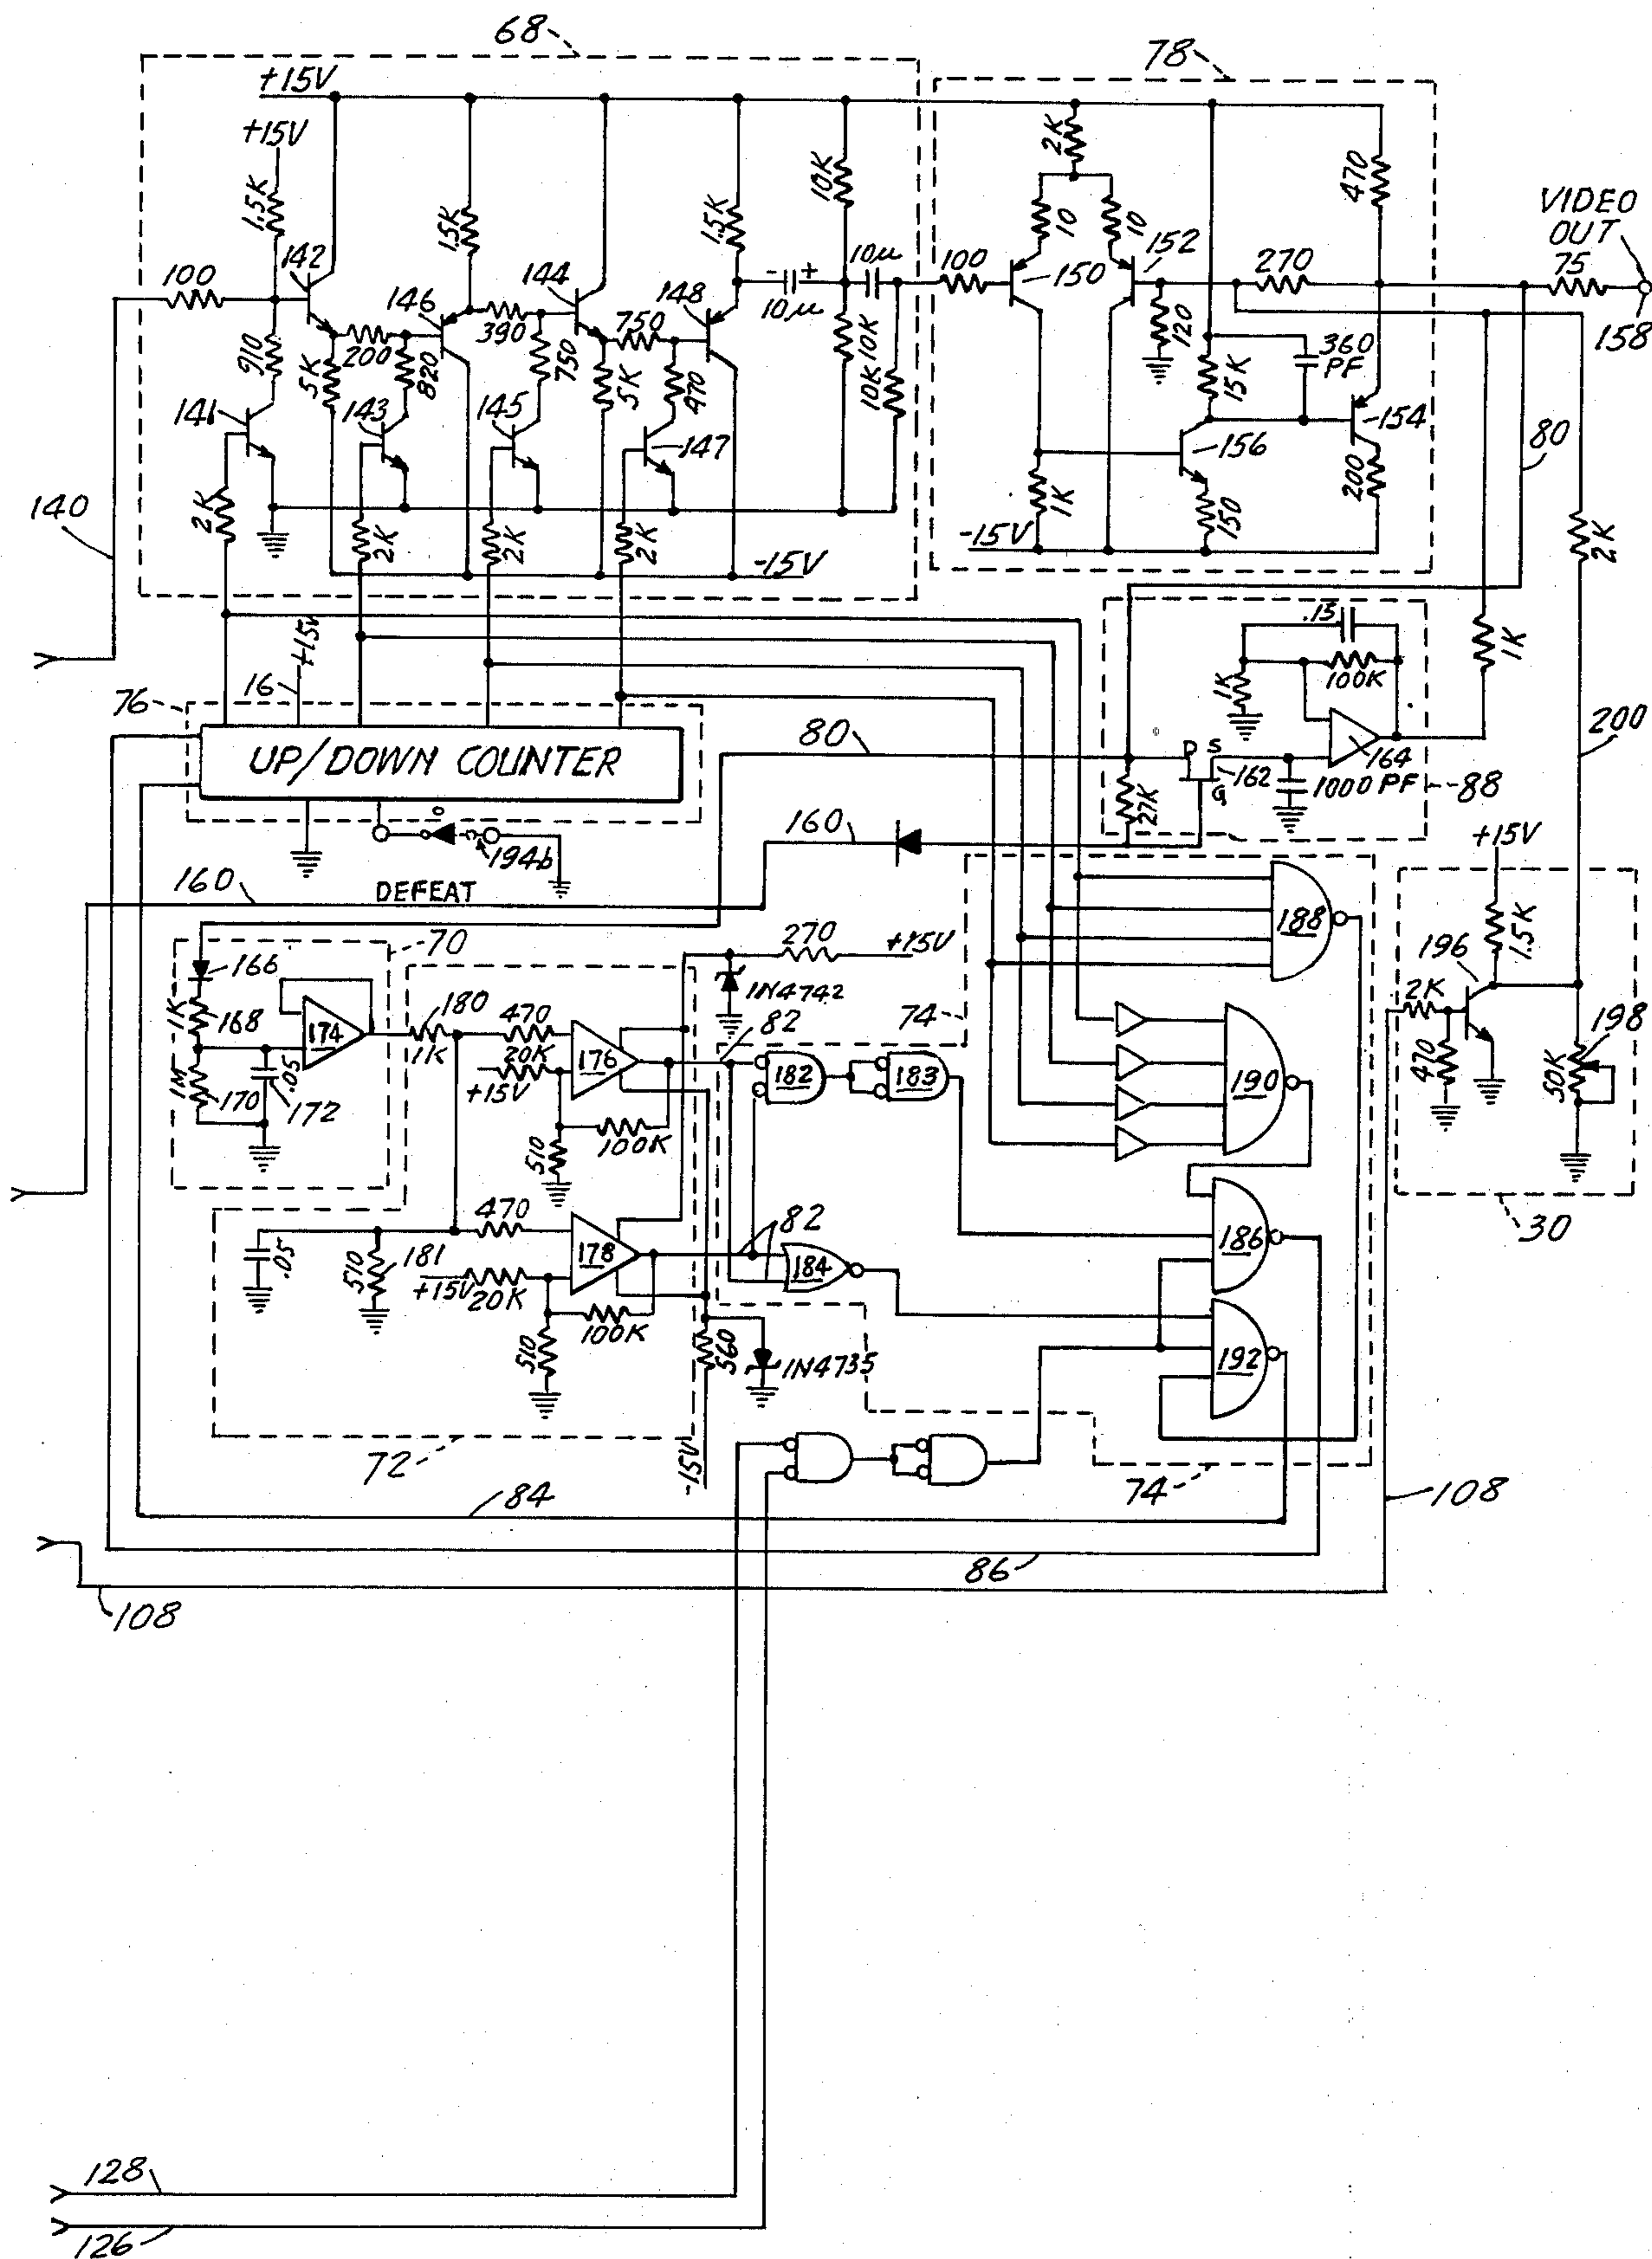 68
78
+15V
+15V
1.5K
100
142
910
5K
141
2K
200
146
820
143
2K
1.5K
390
144
750
145
2K
750
5K
148
970
147
2K
1.5K
-15V
10K
10µ
10µ
10K
10K
2K
10
10
100
150
152
270
470
120
15K
360
PF
154
156
1K
150
200
-15V
VIDEO
OUT
75
158
80
140
2K
1K
200
76
16
+15V
UP/DOWN COUNTER
194b
DEFEAT
80
160
160
.15
100K
1K
D S
G
162
164
1000 PF
88
27K
+15V
1.5K
196
2K
470
198
50K
30
70
166
1K
168
1M
170
.05
172
174
180
1K
470
20K
+15V
176
510
100K
270
+15V
1N4742
82
74
182
183
188
190
186
192
470
178
82
184
.05
510
181
+15V
20K
510
100K
560
1N4735
-15V
72
74
84
86
108
108
128
126